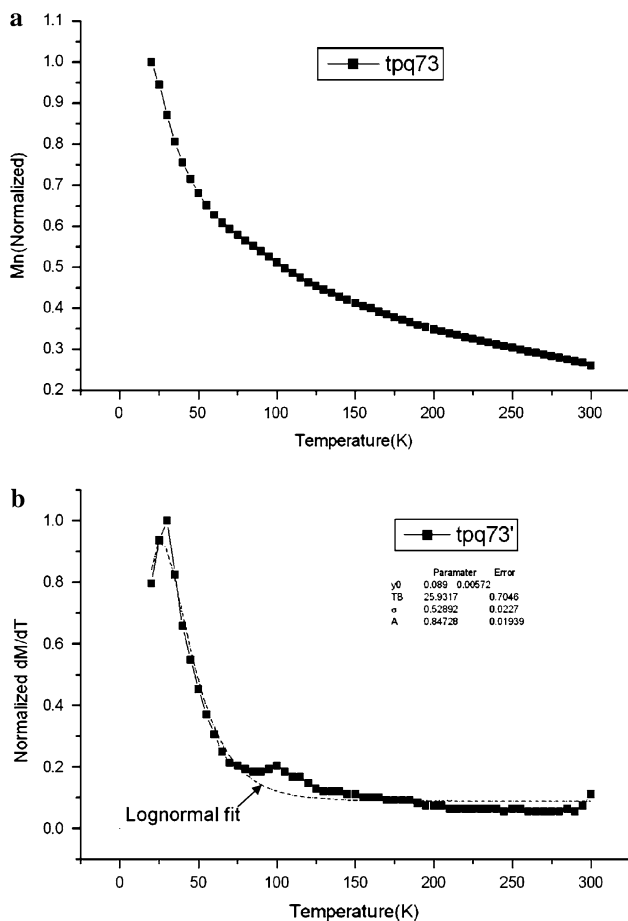 a
1.1
1.0
0.9
0.8
0.7
0.6
0.5
0.4
0.3
0.2
Mn(Normalized)
tpq73
0 50 100 150 200 250 300
Temperature(K)
b
1.0
0.8
0.6
0.4
0.2
0.0
Normalized dM/dT
tpq73'
Paramater Error
y0 0.089 0.00572
TB 25.9317 0.7046
σ 0.52892 0.0227
A 0.84728 0.01939
Lognormal fit
0 50 100 150 200 250 300
Temperature(K)